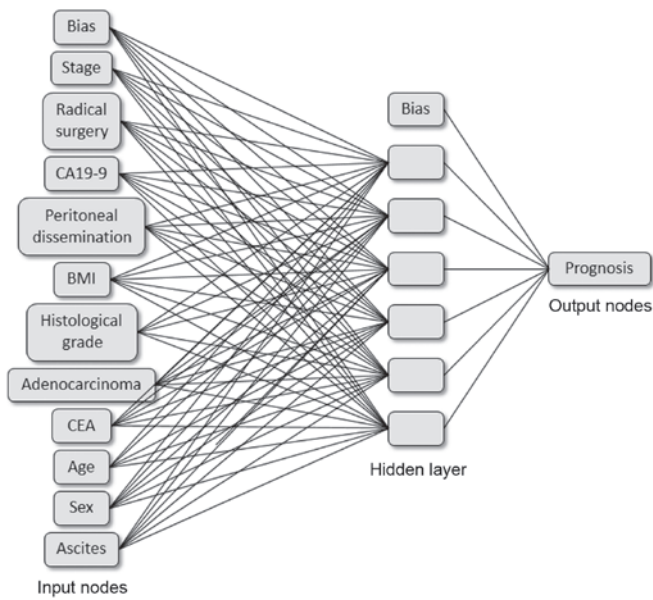 Bias
Stage
Radical
surgery
CA19-9
Peritoneal
dissemination
BMI
Histological
grade
Adenocarcinoma
CEA
Age
Sex
Ascites
Input nodes
Bias
Hidden layer
Prognosis
Output nodes